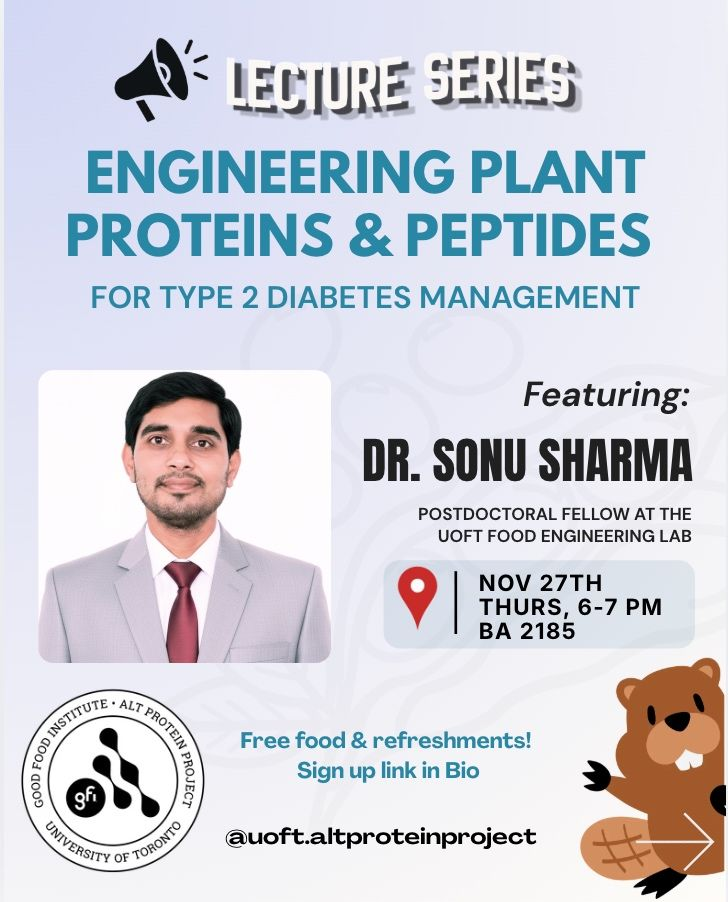 LECTURE SERIES
ENGINEERING PLANT
PROTEINS & PEPTIDES
FOR TYPE 2 DIABETES MANAGEMENT
Featuring:
DR. SONU SHARMA
POSTDOCTORAL FELLOW AT THE
UOFT FOOD ENGINEERING LAB
NOV 27TH
THURS, 6-7 PM
BA 2185
GOOD FOOD INSTITUTE • ALT PROTEIN PROJECT
gfi
UNIVERSITY OF TORONTO
Free food & refreshments!
Sign up link in Bio
@uoft.altproteinproject